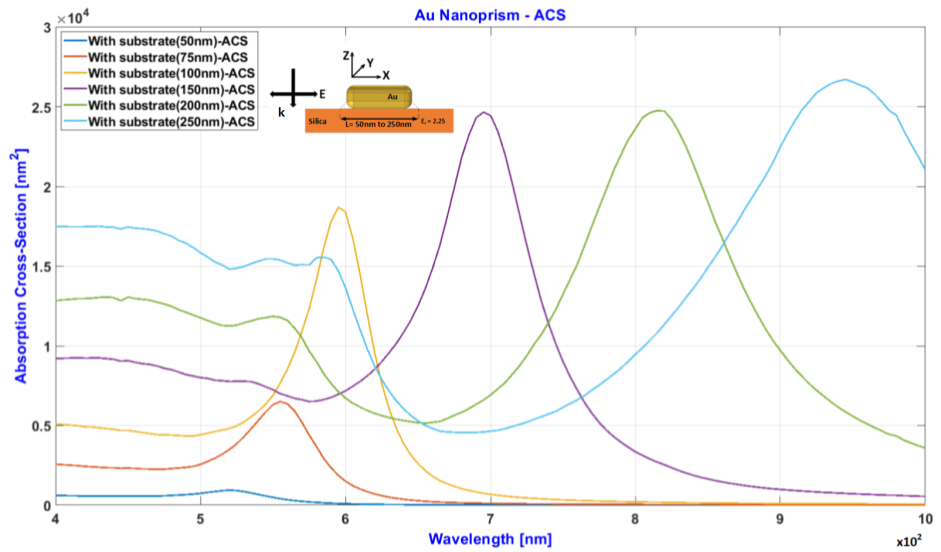 Au Nanoprism - ACS
×10⁴
3
2.5
2
1.5
1
0.5
0
Absorption Cross-Section [nm²]
With substrate(50nm)-ACS
With substrate(75nm)-ACS
With substrate(100nm)-ACS
With substrate(150nm)-ACS
With substrate(200nm)-ACS
With substrate(250nm)-ACS
Z
Y
X
E
k
Au
Silica
L= 50nm to 250nm
= 2.25
4 5 6 7 8 9 10
x10²
Wavelength [nm]